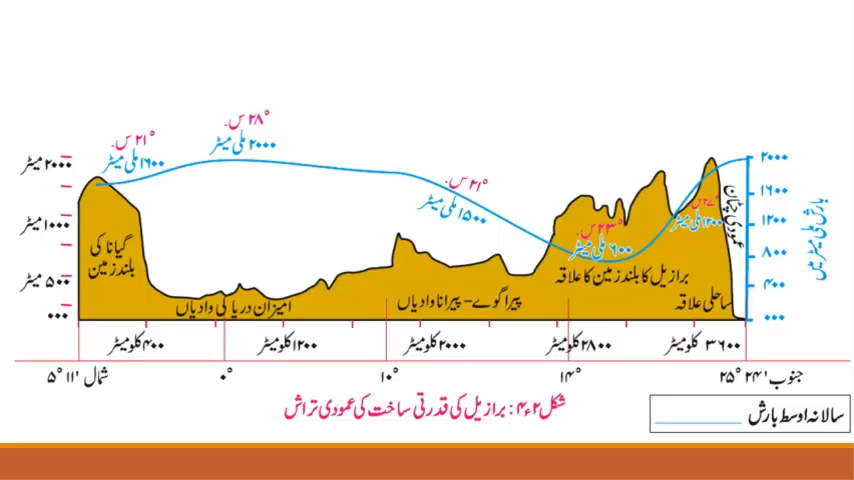 ۲۸° س.
۲۰۰۰ ملی میٹر
۲۱° س.
۱۶۰۰ ملی میٹر
۲۱° س.
۱۵۰۰ ملی میٹر
۲۳° س.
۶۰۰ ملی میٹر
۱۲۰۰ ملی میٹر
۲۰۰۰ میٹر
۱۰۰۰ میٹر
۵۰۰ میٹر
۰۰۰
۲۰۰۰
۱۶۰۰
۱۲۰۰
۸۰۰
۴۰۰
۰۰۰
بارش ملی میٹر میں
عمودی چٹان
گیانا کی
بلند زمین
امیزان دریا کی وادیاں
پیراگوے - پیرانا وادیاں
برازیل کا بلند زمین کا علاقہ
ساحلی علاقہ
۴۰۰ کلومیٹر
۱۲۰۰ کلومیٹر
۲۰۰۰ کلومیٹر
۲۸۰۰ کلومیٹر
۳۶۰۰ کلومیٹر
شمال '۱۱ °۵
۰°
۱۰°
۱۴°
جنوب '۲۴ °۲۵
شکل ۴ء۲ : برازیل کی قدرتی ساخت کی عمودی تراش
سالانہ اوسط بارش